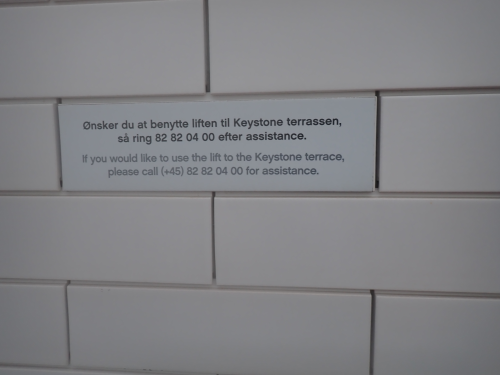 Ønsker du at benytte liften til Keystone terrassen,
så ring 82 82 04 00 efter assistance.
If you would like to use the lift to the Keystone terrace,
please call (+45) 82 82 04 00 for assistance.